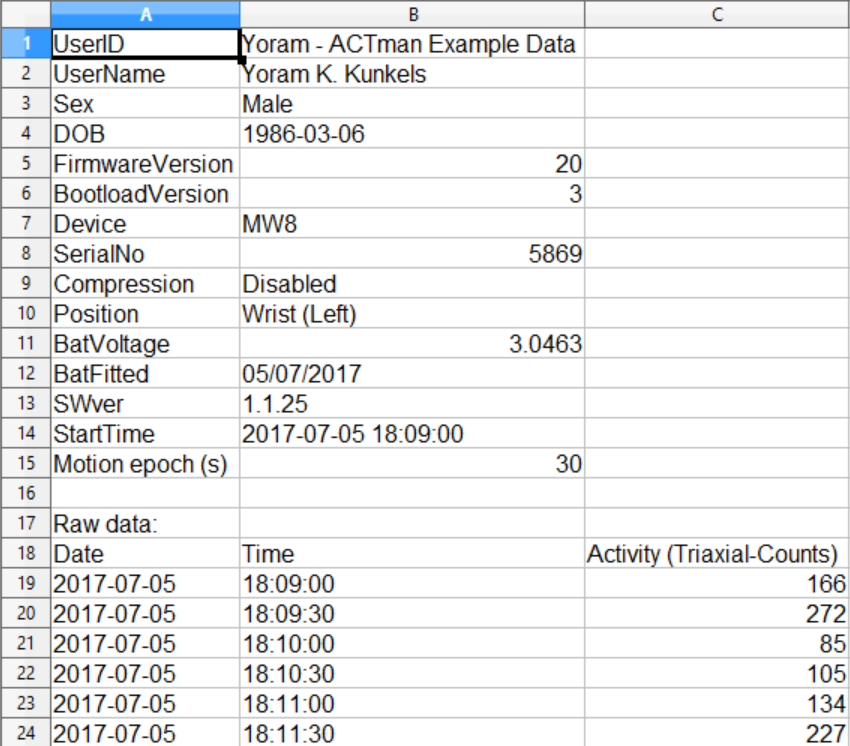 A B C
1 UserID Yoram - ACTman Example Data
2 UserName Yoram K. Kunkels
3 Sex Male
4 DOB 1986-03-06
5 FirmwareVersion 20
6 BootloadVersion 3
7 Device MW8
8 SerialNo 5869
9 Compression Disabled
10 Position Wrist (Left)
11 BatVoltage 3.0463
12 BatFitted 05/07/2017
13 SWver 1.1.25
14 StartTime 2017-07-05 18:09:00
15 Motion epoch (s) 30
16
17 Raw data:
18 Date Time Activity (Triaxial-Counts)
19 2017-07-05 18:09:00 166
20 2017-07-05 18:09:30 272
21 2017-07-05 18:10:00 85
22 2017-07-05 18:10:30 105
23 2017-07-05 18:11:00 134
24 2017-07-05 18:11:30 227